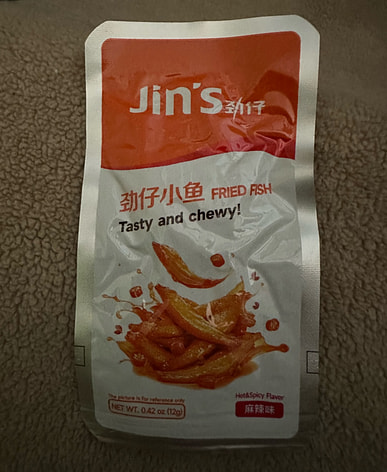 Jin's 劲仔
劲仔小鱼 FRIED FISH
Tasty and chewy!
The picture is for reference only
NET WT. 0.42 oz (12g)
Hot&Spicy Flavor
麻辣味